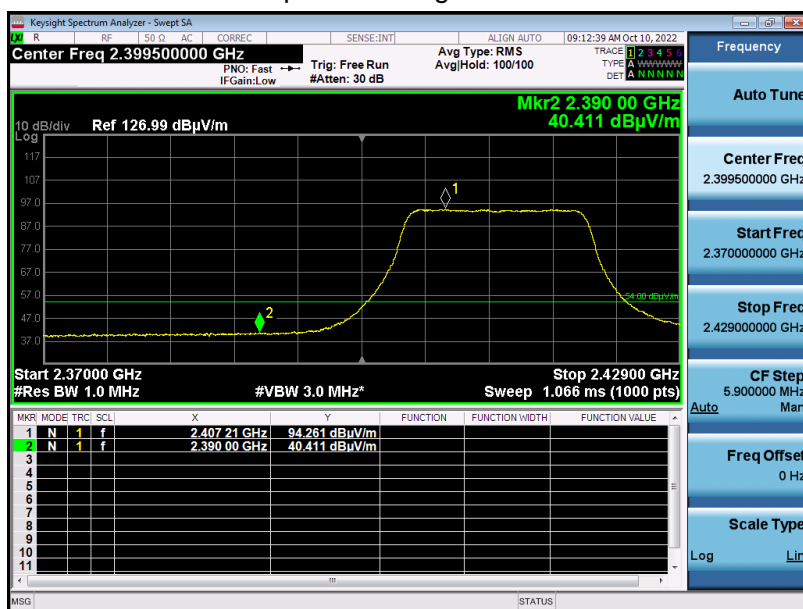 Keysight Spectrum Analyzer - Swept SA
LXI R RF 50 Ω AC CORREC SENSE:INT ALIGN AUTO 09:12:39 AM Oct 10, 2022
Center Freq 2.399500000 GHz
PNO: Fast
IFGain:Low
Trig: Free Run
#Atten: 30 dB
Avg Type: RMS
Avg|Hold: 100/100
TRACE 1 2 3 4 5 6
TYPE A WWWWW
DET A N N N N N
Mkr2 2.390 00 GHz
40.411 dBµV/m
10 dB/div Ref 126.99 dBµV/m
Log
117
107
97.0
87.0
77.0
67.0
57.0
47.0
37.0
1
2
54.00 dBµV/m
Start 2.37000 GHz Stop 2.42900 GHz
#Res BW 1.0 MHz #VBW 3.0 MHz* Sweep 1.066 ms (1000 pts)
MKR MODE TRC SCL X Y FUNCTION FUNCTION WIDTH FUNCTION VALUE
1 N 1 f 2.407 21 GHz 94.261 dBµV/m
2 N 1 f 2.390 00 GHz 40.411 dBµV/m
3
4
5
6
7
8
9
10
11
MSG STATUS
Frequency
Auto Tune
Center Freq
2.399500000 GHz
Start Freq
2.370000000 GHz
Stop Freq
2.429000000 GHz
CF Step
5.900000 MHz
Auto Man
Freq Offset
0 Hz
Scale Type
Log Lin